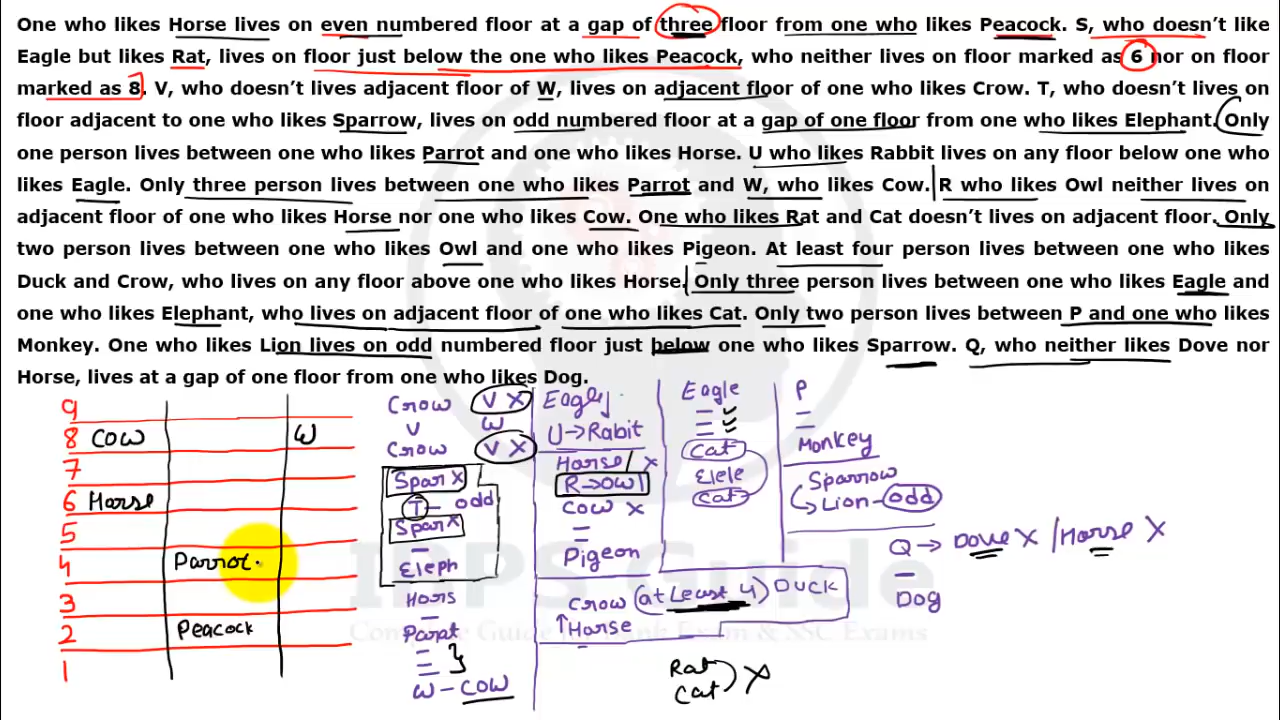 One who likes Horse lives on even numbered floor at a gap of three floor from one who likes Peacock. S, who doesn't like
Eagle but likes Rat, lives on floor just below the one who likes Peacock, who neither lives on floor marked as 6 nor on floor
marked as 8. V, who doesn't lives adjacent floor of W, lives on adjacent floor of one who likes Crow. T, who doesn't lives on
floor adjacent to one who likes Sparrow, lives on odd numbered floor at a gap of one floor from one who likes Elephant. Only
one person lives between one who likes Parrot and one who likes Horse. U who likes Rabbit lives on any floor below one who
likes Eagle. Only three person lives between one who likes Parrot and W, who likes Cow. R who likes Owl neither lives on
adjacent floor of one who likes Horse nor one who likes Cow. One who likes Rat and Cat doesn't lives on adjacent floor. Only
two person lives between one who likes Owl and one who likes Pigeon. At least four person lives between one who likes
Duck and Crow, who lives on any floor above one who likes Horse. Only three person lives between one who likes Eagle and
one who likes Elephant, who lives on adjacent floor of one who likes Cat. Only two person lives between P and one who likes
Monkey. One who likes Lion lives on odd numbered floor just below one who likes Sparrow. Q, who neither likes Dove nor
Horse, lives at a gap of one floor from one who likes Dog.
9
8 COW W
7
6 Horse
5
4 Parrot
3
2 Peacock
1
Crow V X
V W
Crow V X
Spar X
T - odd
Spar X
Eleph
Hors
Parot
W - COW
Eagle
U → Rabit
Horse / X
R → OWl
COW X
Pigeon
Crow (at Least 4) DUCK
↑ Horse
Eagle
Cat
Elele
Cat
P
Monkey
Sparrow
Lion - odd
Q → Dove X / Horse X
Dog
Rat
Cat X
IBPS Guide
Complete Guide for Bank Exam & SSC Exams